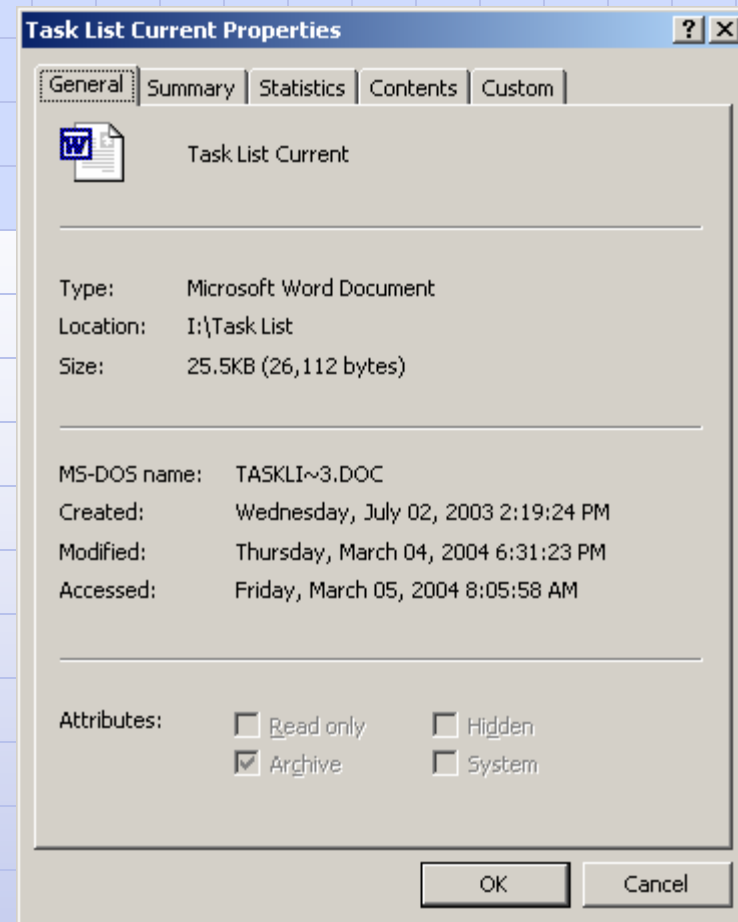 Task List Current Properties
General Summary Statistics Contents Custom
Task List Current
Type: Microsoft Word Document
Location: I:\Task List
Size: 25.5KB (26,112 bytes)
MS-DOS name: TASKLI~3.DOC
Created: Wednesday, July 02, 2003 2:19:24 PM
Modified: Thursday, March 04, 2004 6:31:23 PM
Accessed: Friday, March 05, 2004 8:05:58 AM
Attributes: Read only Hidden
Archive System
OK Cancel